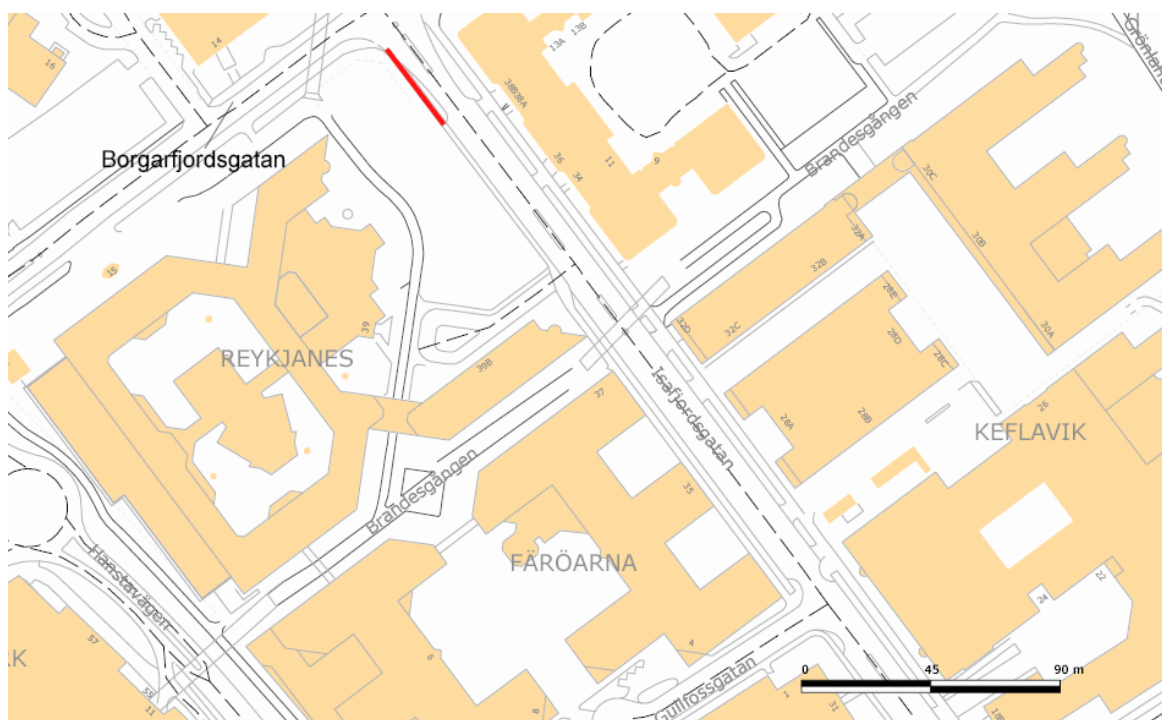 14
16
13A
13B
38B
38A
Grönlan
Borgarfjordsgatan
36
34
11
9
Brandesgången
30C
32A
30B
15
32B
28E
39
32D
32C
28D
30A
REYKJANES
39B
28C
Isafjordsgatan
37
26
28A
28B
KEFLAVIK
Brandesgången
35
FÄRÖARNA
Hanstavägen
22
24
57
RK
6
4
Gullfossgatan
0 45 90 m
55
11
8
1
31